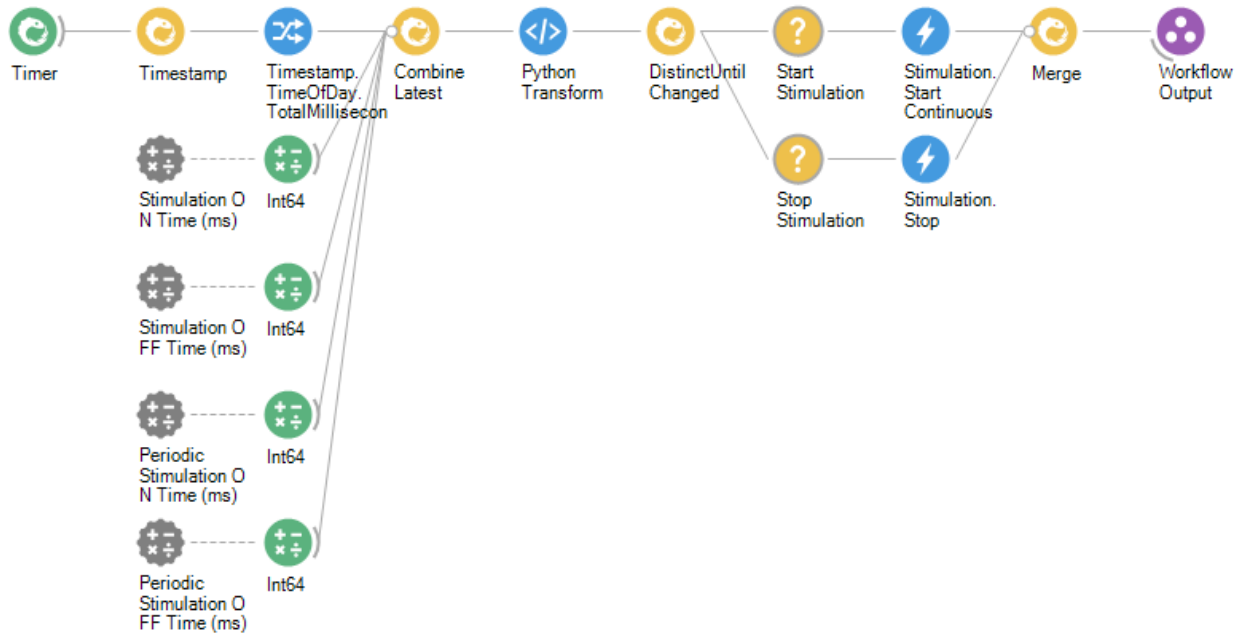 Timer
Timestamp
Timestamp.
TimeOfDay.
TotalMillisecon
Combine
Latest
Python
Transform
DistinctUntil
Changed
Start
Stimulation
Stimulation.
Start
Continuous
Merge
Workflow
Output
Stimulation O
N Time (ms)
Int64
Stop
Stimulation
Stimulation.
Stop
Stimulation O
FF Time (ms)
Int64
Periodic
Stimulation O
N Time (ms)
Int64
Periodic
Stimulation O
FF Time (ms)
Int64